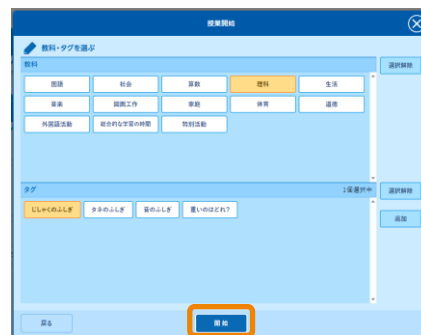 授業開始
教科・タグを選ぶ
教科
選択解除
国語 社会 算数 理科 生活
音楽 図画工作 家庭 体育 道徳
外国語活動 総合的な学習の時間 特別活動
タグ 1個選択中 選択解除
じしゃくのふしぎ タネのふしぎ 音のふしぎ 重いのはどれ?
追加
戻る 開始